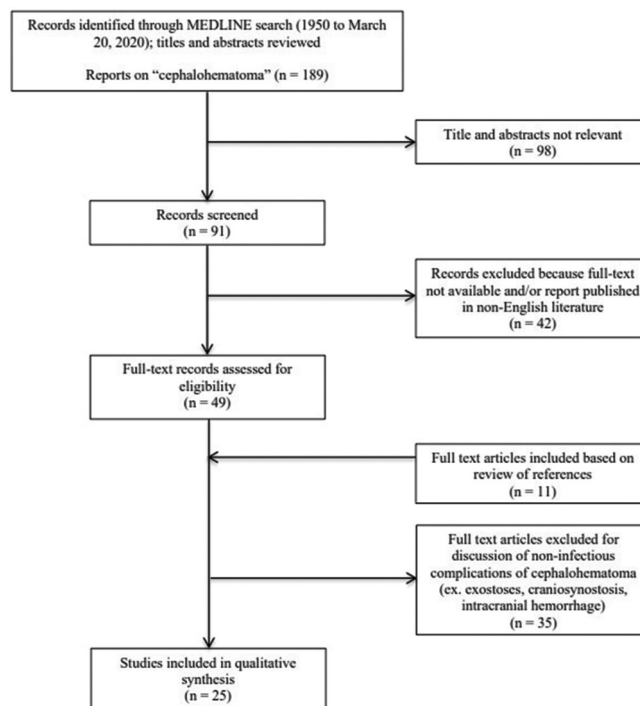 Records identified through MEDLINE search (1950 to March
20, 2020); titles and abstracts reviewed
Reports on “cephalohematoma” (n = 189)
Title and abstracts not relevant
(n = 98)
Records screened
(n = 91)
Records excluded because full-text
not available and/or report published
in non-English literature
(n = 42)
Full-text records assessed for
eligibility
(n = 49)
Full text articles included based on
review of references
(n = 11)
Full text articles excluded for
discussion of non-infectious
complications of cephalohematoma
(ex. exostoses, craniosynostosis,
intracranial hemorrhage)
(n = 35)
Studies included in qualitative
synthesis
(n = 25)